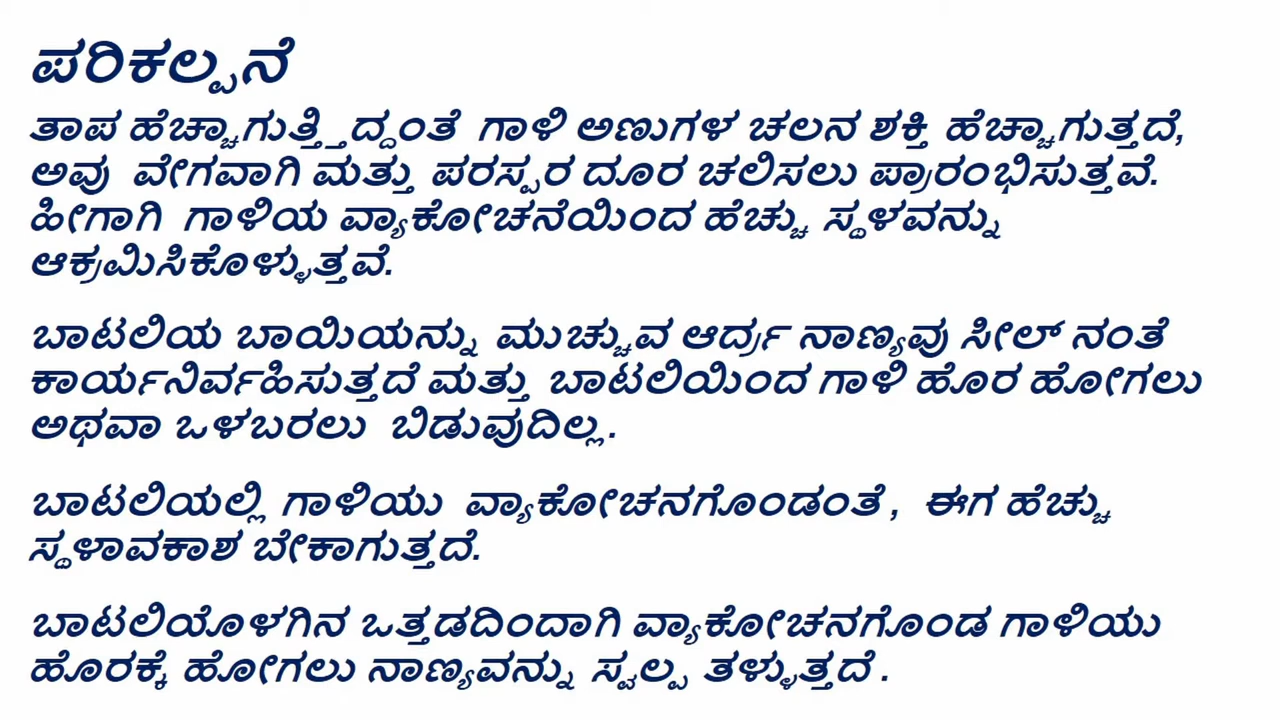 ಪರಿಕಲ್ಪನೆ
ತಾಪ ಹೆಚ್ಚಾಗುತ್ತ್ತಿದ್ದಂತೆ ಗಾಳಿ ಅಣುಗಳ ಚಲನ ಶಕ್ತಿ ಹೆಚ್ಚಾಗುತ್ತದೆ,
ಅವು ವೇಗವಾಗಿ ಮತ್ತು ಪರಸ್ಪರ ದೂರ ಚಲಿಸಲು ಪ್ರಾರಂಭಿಸುತ್ತವೆ.
ಹೀಗಾಗಿ ಗಾಳಿಯ ವ್ಯಾಕೋಚನೆಯಿಂದ ಹೆಚ್ಚು ಸ್ಥಳವನ್ನು
ಆಕ್ರಮಿಸಿಕೊಳ್ಳುತ್ತವೆ.
ಬಾಟಲಿಯ ಬಾಯಿಯನ್ನು ಮುಚ್ಚುವ ಆರ್ದ್ರ ನಾಣ್ಯವು ಸೀಲ್ ನಂತೆ
ಕಾರ್ಯನಿರ್ವಹಿಸುತ್ತದೆ ಮತ್ತು ಬಾಟಲಿಯಿಂದ ಗಾಳಿ ಹೊರ ಹೋಗಲು
ಅಥವಾ ಒಳಬರಲು ಬಿಡುವುದಿಲ್ಲ.
ಬಾಟಲಿಯಲ್ಲಿ ಗಾಳಿಯು ವ್ಯಾಕೋಚನಗೊಂಡಂತೆ, ಈಗ ಹೆಚ್ಚು
ಸ್ಥಳಾವಕಾಶ ಬೇಕಾಗುತ್ತದೆ.
ಬಾಟಲಿಯೊಳಗಿನ ಒತ್ತಡದಿಂದಾಗಿ ವ್ಯಾಕೋಚನಗೊಂಡ ಗಾಳಿಯು
ಹೊರಕ್ಕೆ ಹೋಗಲು ನಾಣ್ಯವನ್ನು ಸ್ವಲ್ಪ ತಳ್ಳುತ್ತದೆ .